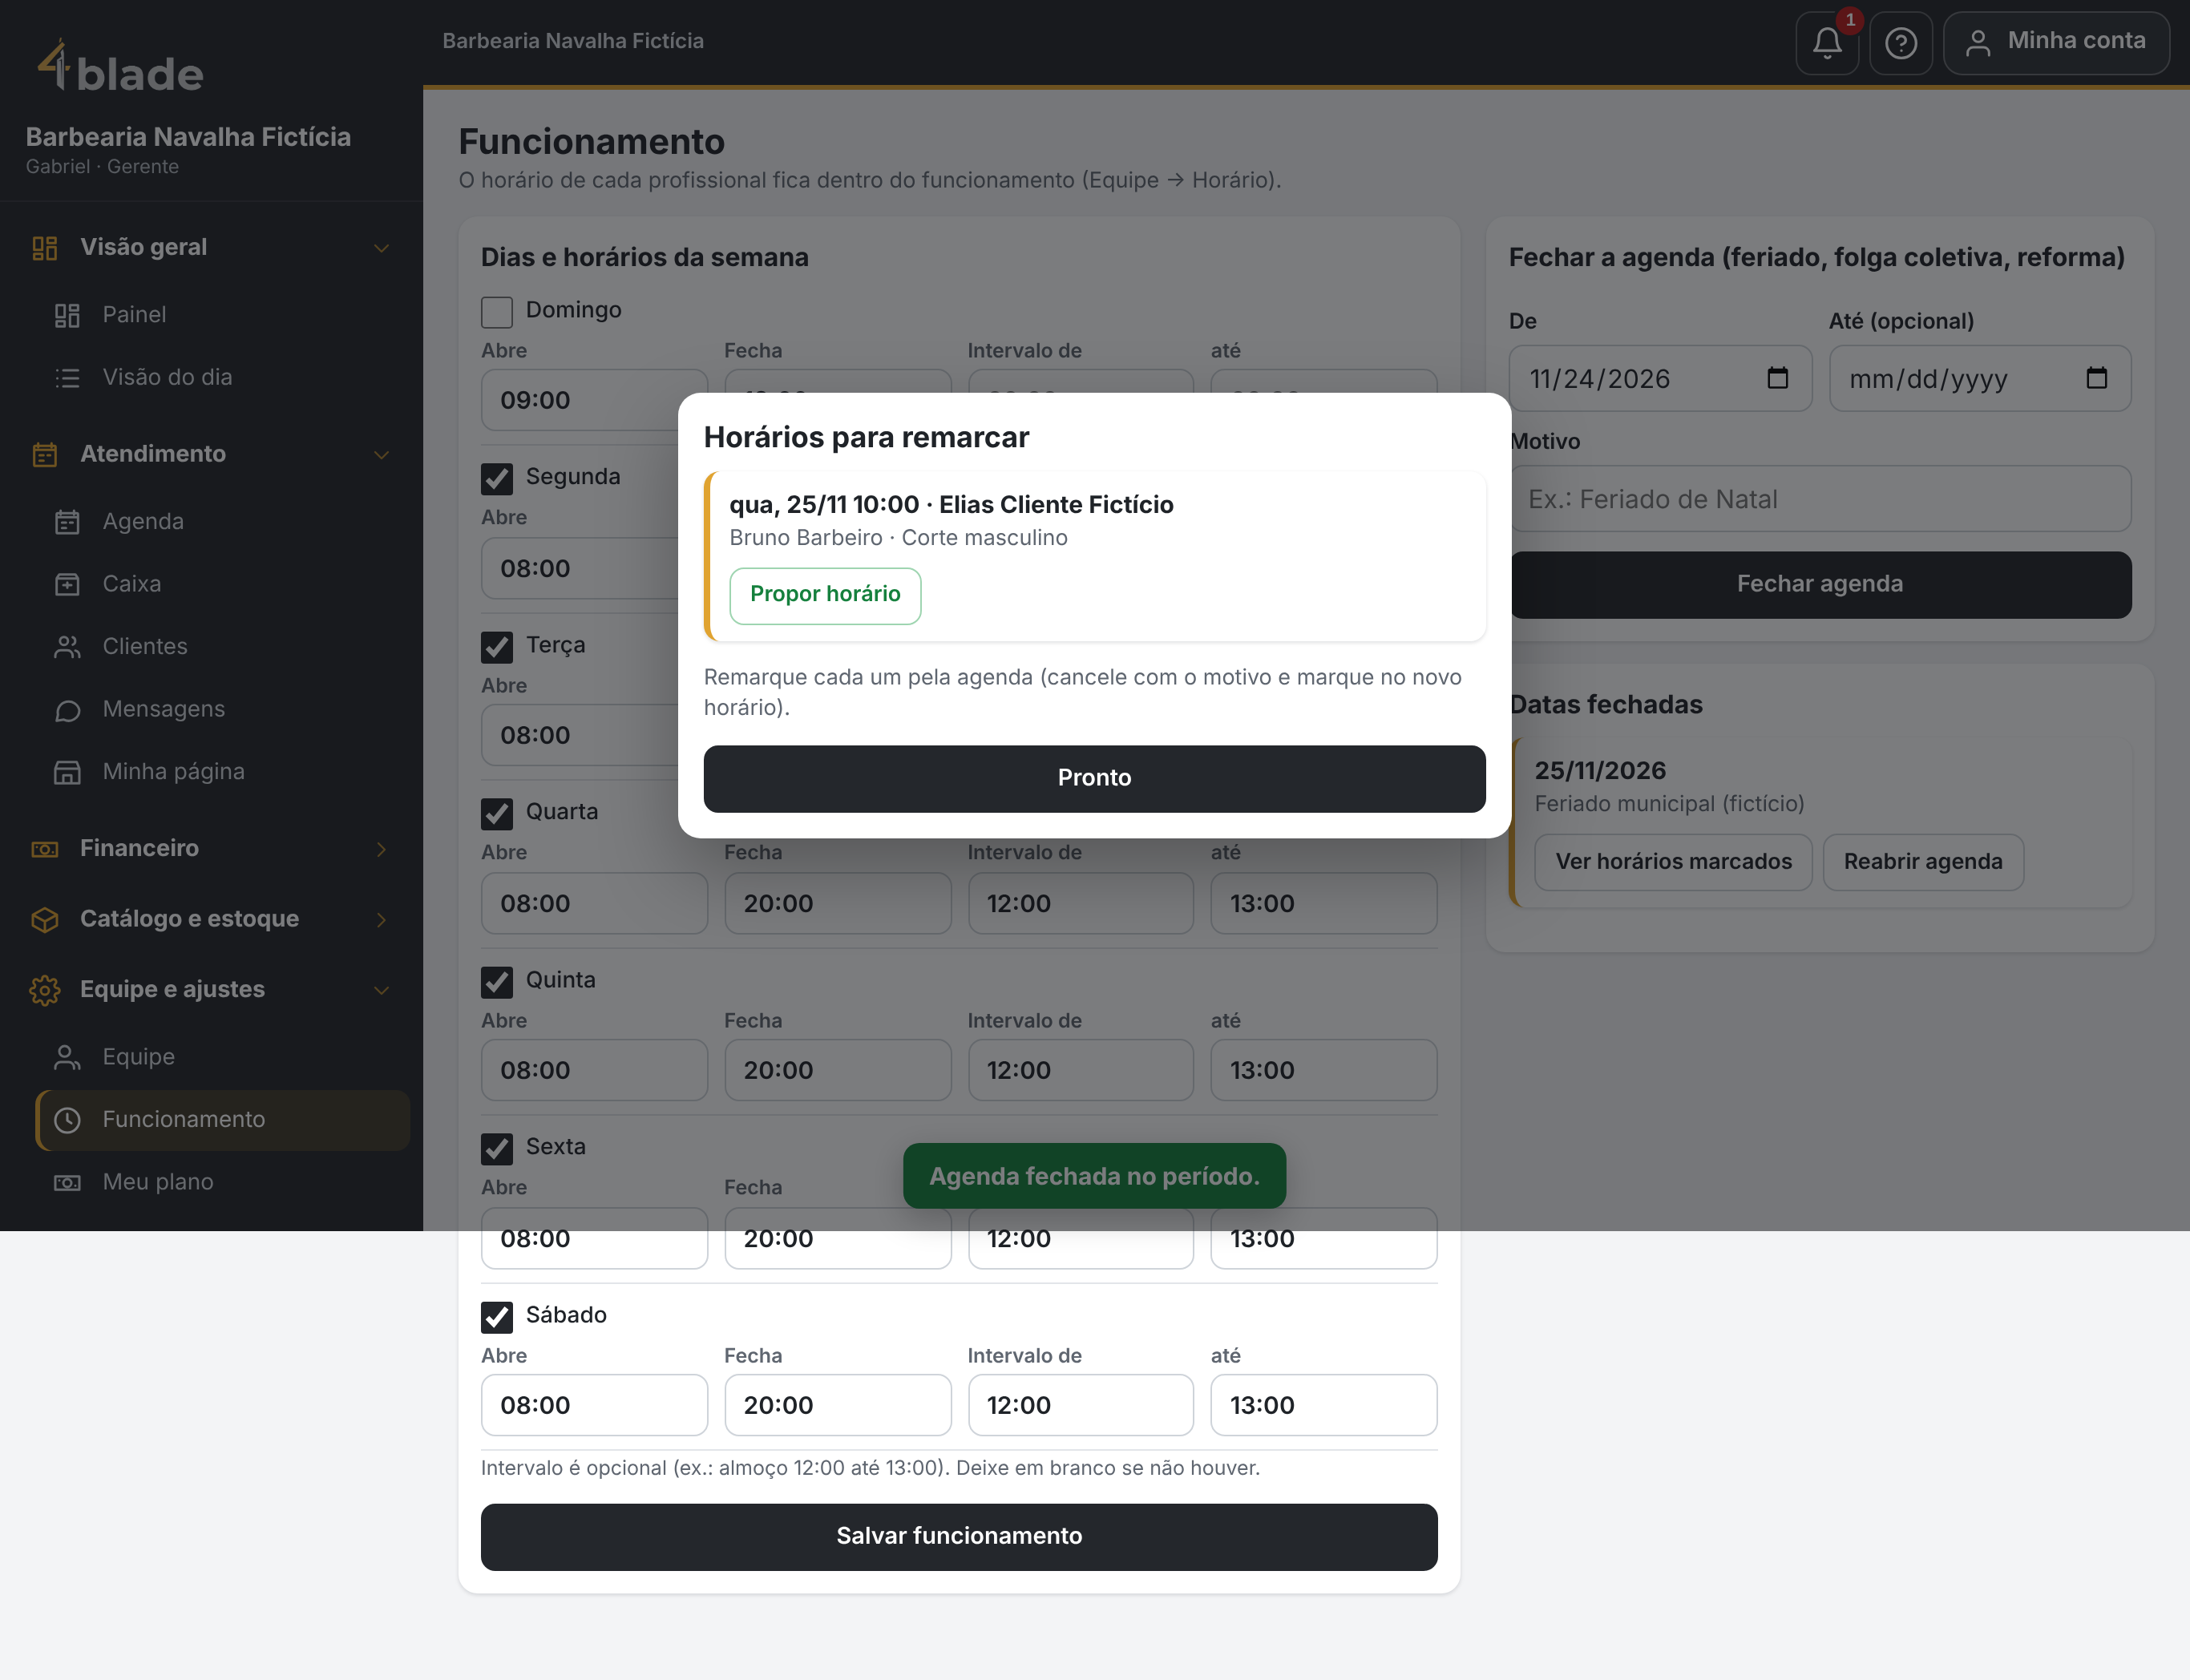 4blade
Barbearia Navalha Fictícia
Gabriel · Gerente
Visão geral
Painel
Visão do dia
Atendimento
Agenda
Caixa
Clientes
Mensagens
Minha página
Financeiro
Catálogo e estoque
Equipe e ajustes
Equipe
Funcionamento
Meu plano
Barbearia Navalha Fictícia
1
Minha conta
Funcionamento
O horário de cada profissional fica dentro do funcionamento (Equipe → Horário).
Dias e horários da semana
Domingo
Abre Fecha Intervalo de até
09:00
Segunda
Abre
08:00
Terça
Abre
08:00
Quarta
Abre Fecha Intervalo de até
08:00 20:00 12:00 13:00
Quinta
Abre Fecha Intervalo de até
08:00 20:00 12:00 13:00
Sexta
Abre Fecha
08:00 20:00 12:00 13:00
Sábado
Abre Fecha Intervalo de até
08:00 20:00 12:00 13:00
Intervalo é opcional (ex.: almoço 12:00 até 13:00). Deixe em branco se não houver.
Salvar funcionamento
Horários para remarcar
qua, 25/11 10:00 · Elias Cliente Fictício
Bruno Barbeiro · Corte masculino
Propor horário
Remarque cada um pela agenda (cancele com o motivo e marque no novo
horário).
Pronto
Agenda fechada no período.
Fechar a agenda (feriado, folga coletiva, reforma)
De Até (opcional)
11/24/2026 mm/dd/yyyy
Motivo
Ex.: Feriado de Natal
Fechar agenda
Datas fechadas
25/11/2026
Feriado municipal (fictício)
Ver horários marcados Reabrir agenda